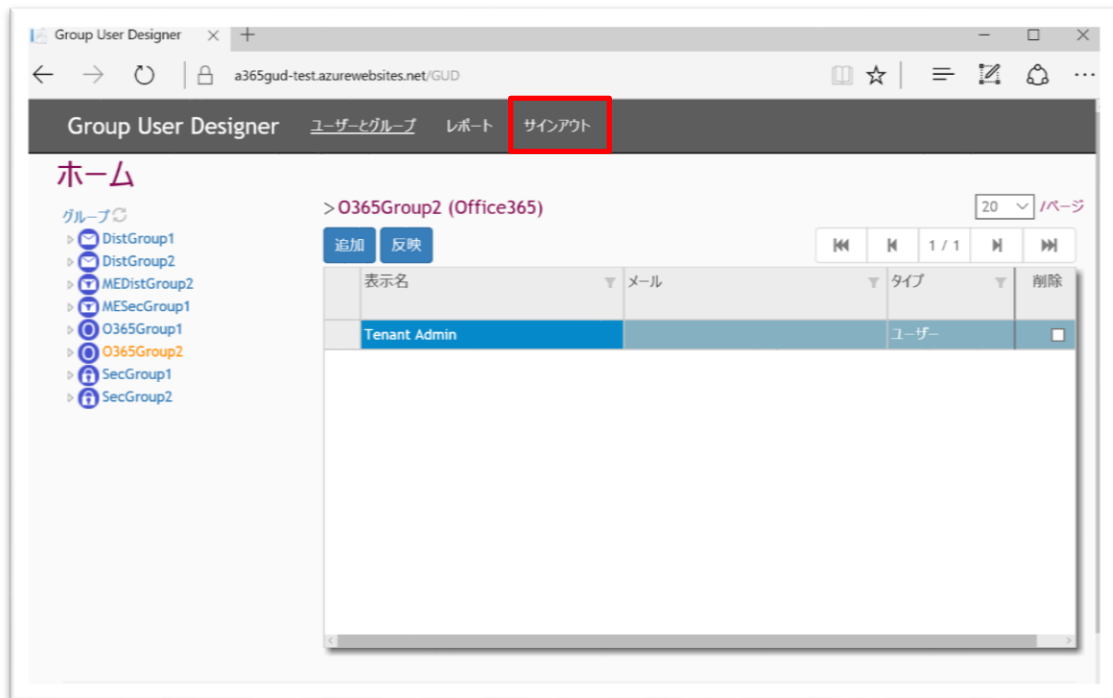 Group User Designer
a365gud-test.azurewebsites.net/GUD
Group User Designer ユーザーとグループ レポート サインアウト
ホーム
グループ
DistGroup1
DistGroup2
MEDistGroup2
MESecGroup1
O365Group1
O365Group2
SecGroup1
SecGroup2
>O365Group2 (Office365)
20 /ページ
追加 反映
1 / 1
表示名 メール タイプ 削除
Tenant Admin ユーザー